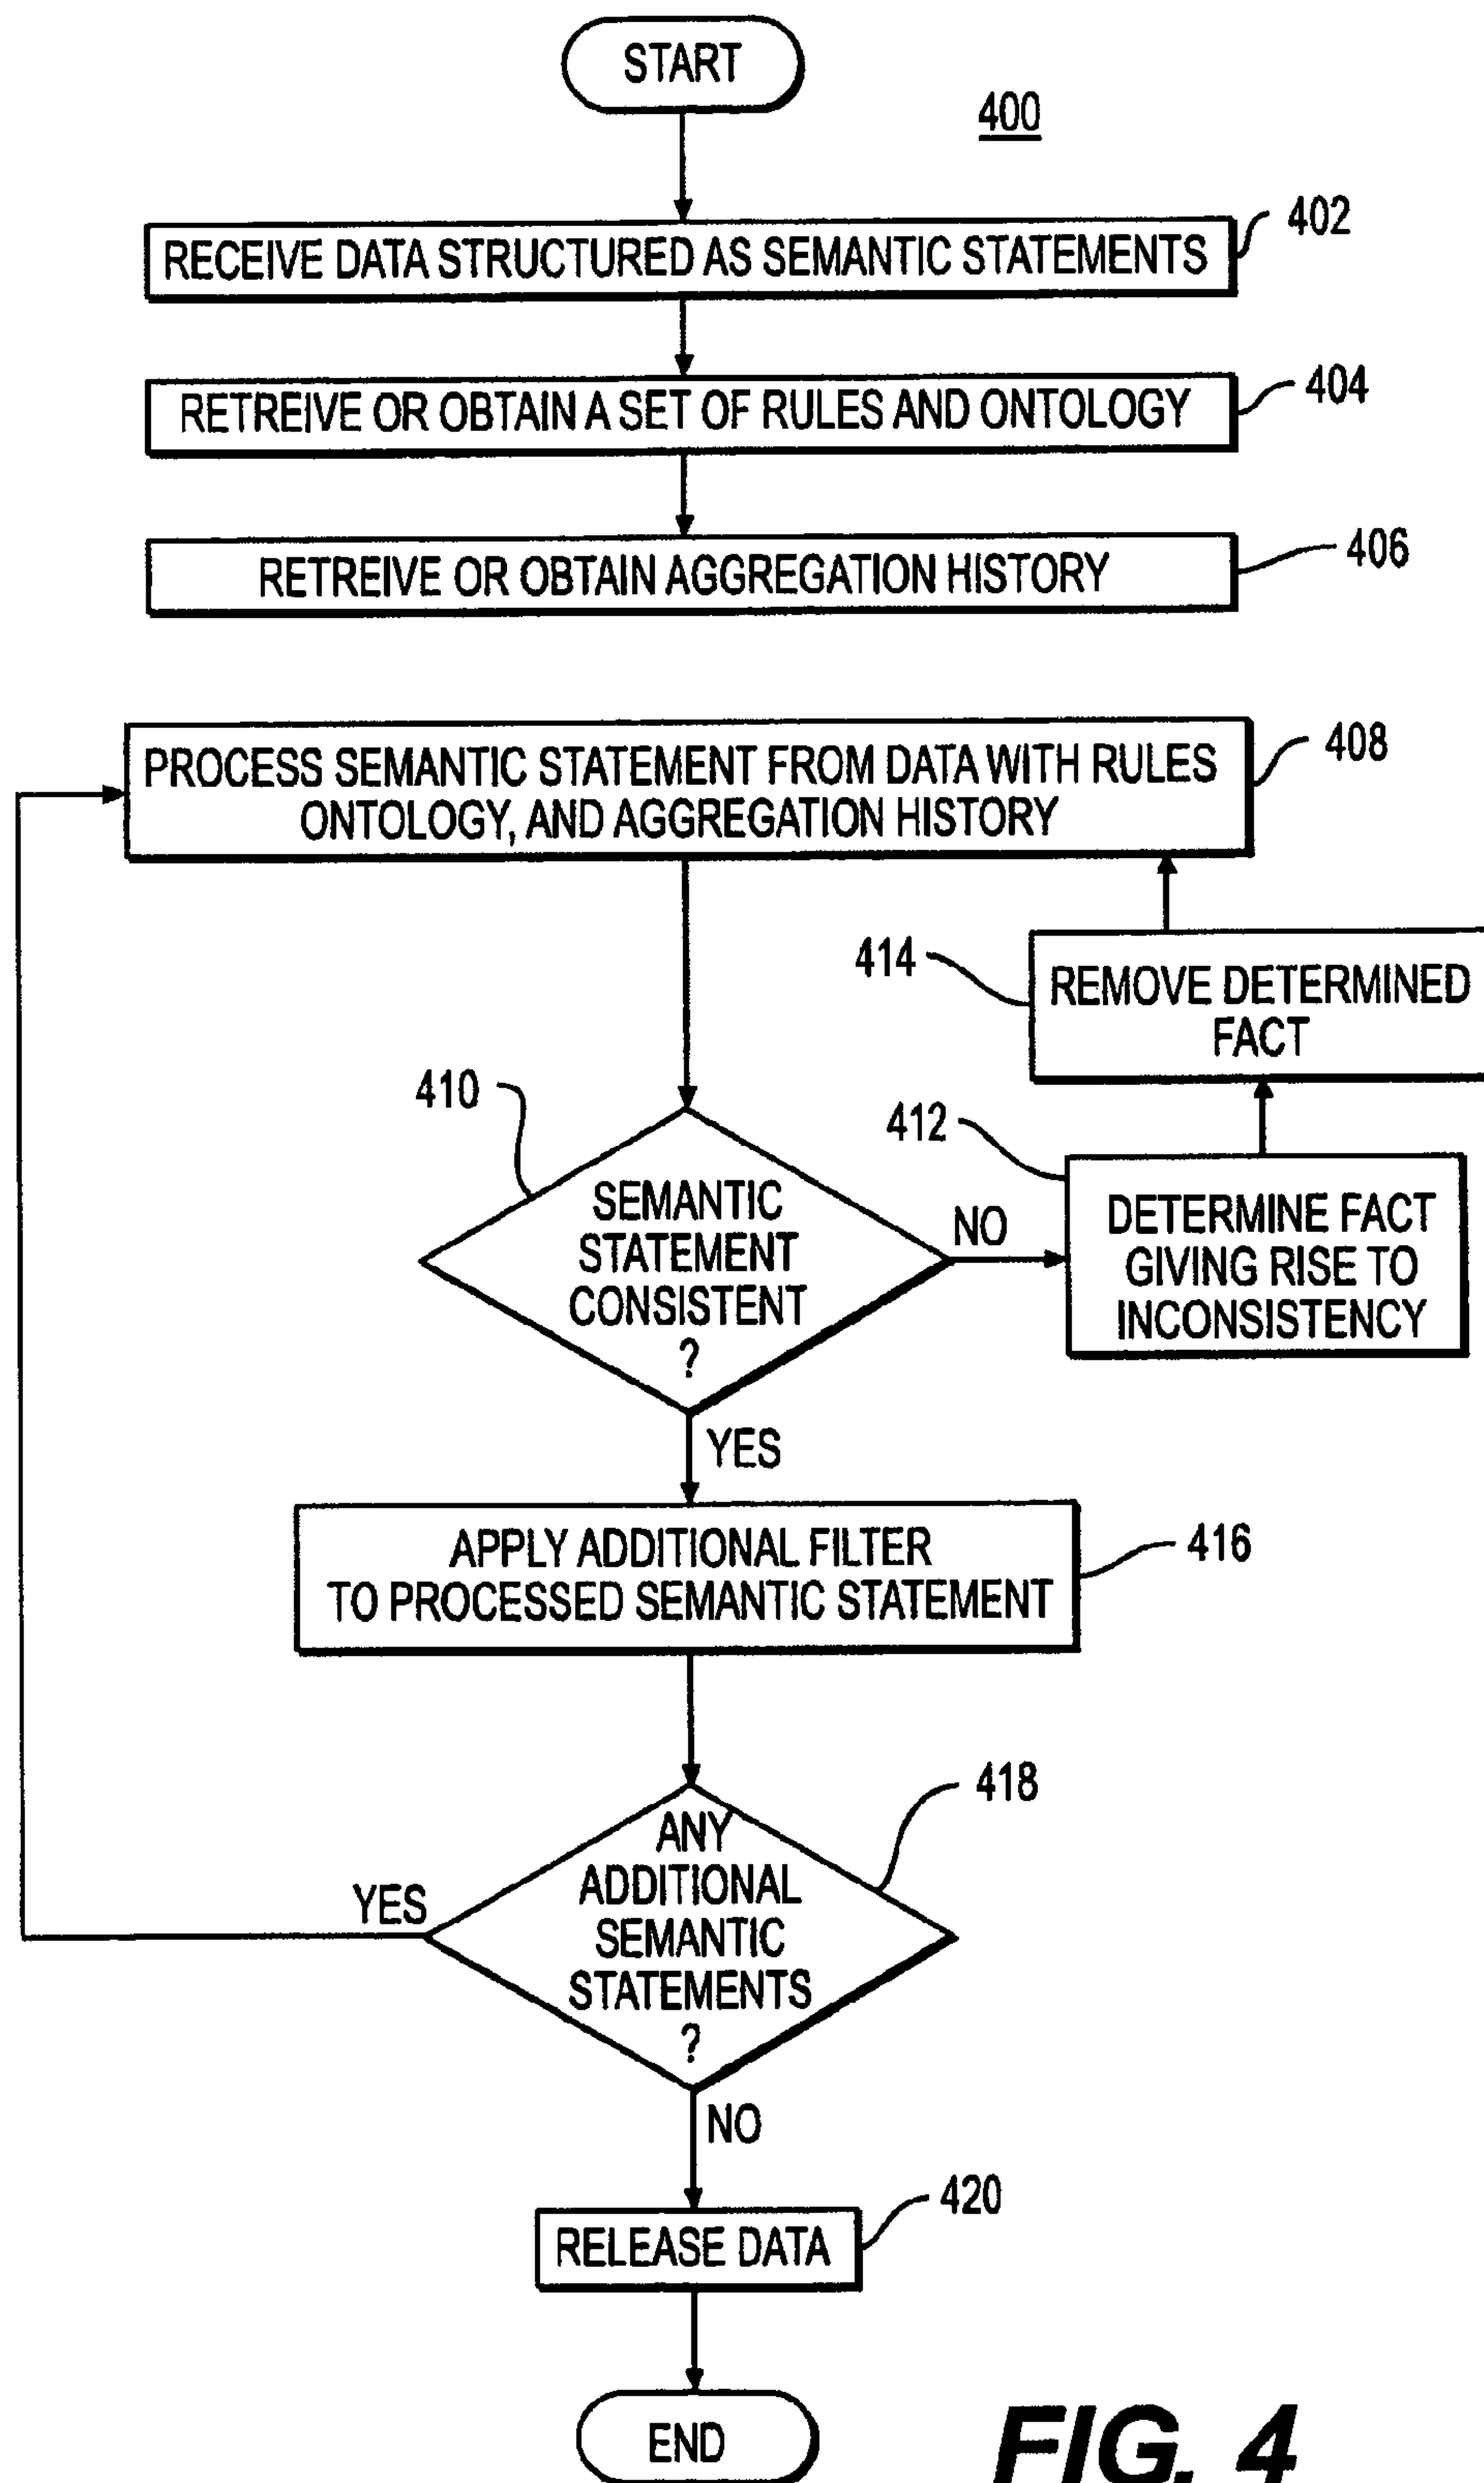 START
400
RECEIVE DATA STRUCTURED AS SEMANTIC STATEMENTS
402
RETREIVE OR OBTAIN A SET OF RULES AND ONTOLOGY
404
RETREIVE OR OBTAIN AGGREGATION HISTORY
406
PROCESS SEMANTIC STATEMENT FROM DATA WITH RULES
ONTOLOGY, AND AGGREGATION HISTORY
408
414
REMOVE DETERMINED
FACT
410
412
SEMANTIC
STATEMENT
CONSISTENT
?
NO
DETERMINE FACT
GIVING RISE TO
INCONSISTENCY
YES
APPLY ADDITIONAL FILTER
TO PROCESSED SEMANTIC STATEMENT
416
418
ANY
ADDITIONAL
SEMANTIC
STATEMENTS
?
YES
NO
420
RELEASE DATA
END
FIG. 4